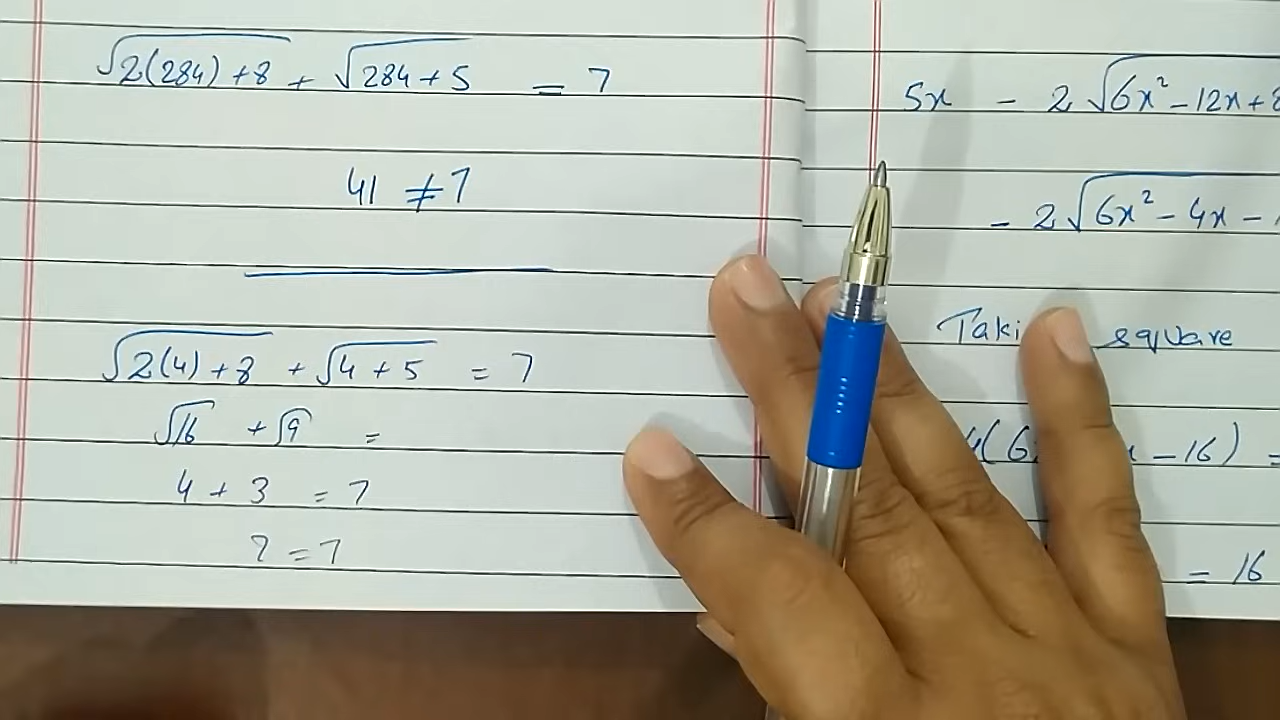 √2(284)+8 + √284+5 = 7
41 ≠ 7
√2(4)+8 + √4+5 = 7
√16 + √9 =
4 + 3 = 7
7 = 7
5x - 2√6x²-12x+8
- 2√6x²-4x-
Taki square
- 16) =
= 16